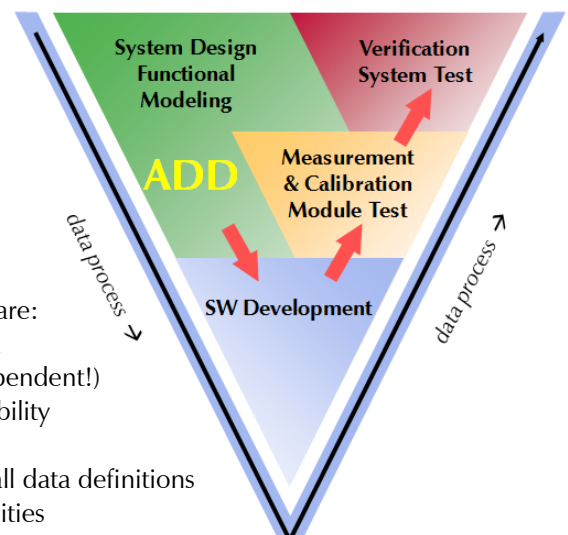 System Design
Functional
Modeling
Verification
System Test
ADD
Measurement
& Calibration
Module Test
SW Development
data process
data process
are:
pendent!)
bility
all data definitions
ities